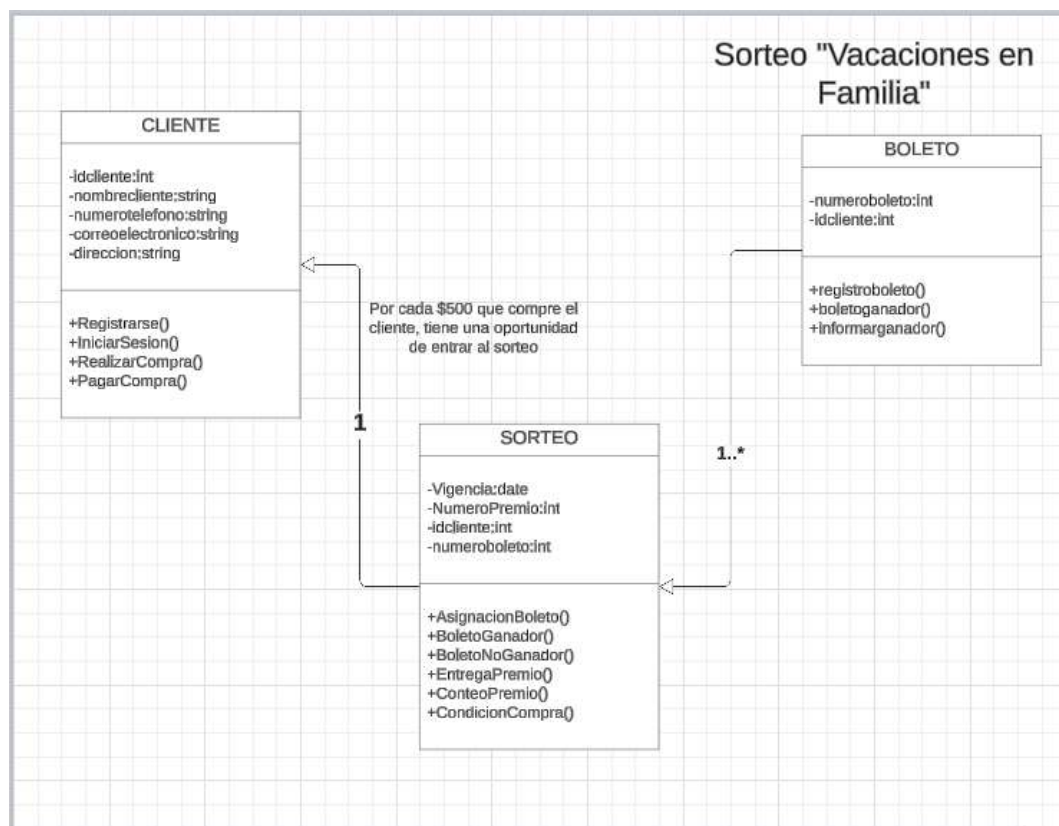 Sorteo "Vacaciones en
Familia"
CLIENTE
-idcliente:int
-nombrecliente:string
-numerotelefono:string
-correoelectronico:string
-direccion:string
+Registrarse()
+IniciarSesion()
+RealizarCompra()
+PagarCompra()
Por cada $500 que compre el
cliente, tiene una oportunidad
de entrar al sorteo
1
BOLETO
-numeroboleto:int
-idcliente:int
+registroboleto()
+boletoganador()
+informarganador()
1..*
SORTEO
-Vigencia:date
-NumeroPremio:int
-idcliente:int
-numeroboleto:int
+AsignacionBoleto()
+BoletoGanador()
+BoletoNoGanador()
+EntregaPremio()
+ConteoPremio()
+CondicionCompra()